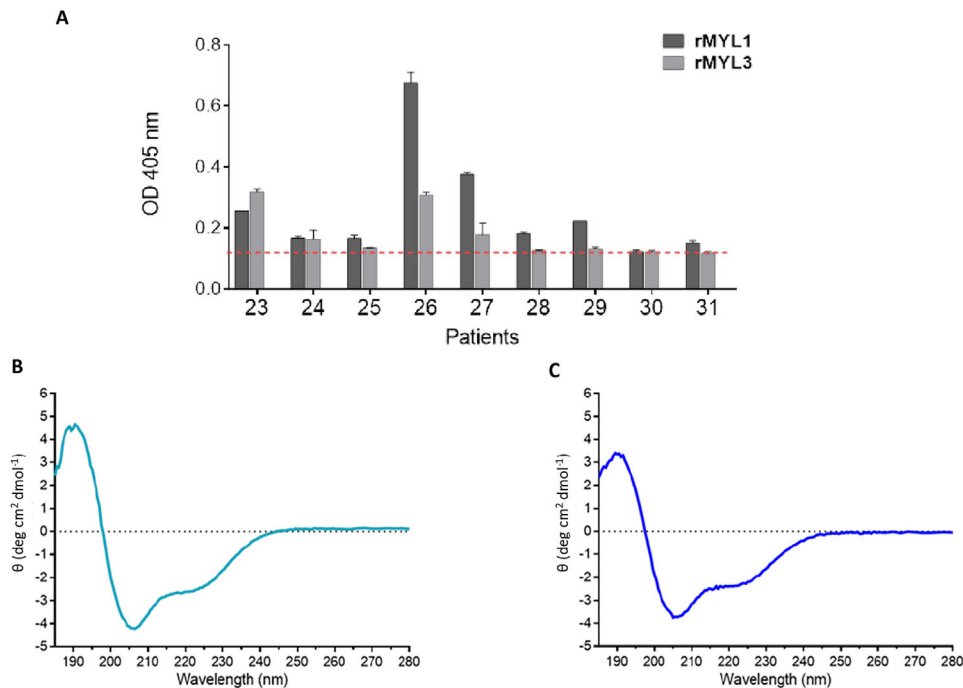 A
rMYL1
rMYL3
0.8
0.6
0.4
0.2
0.0
OD 405 nm
23 24 25 26 27 28 29 30 31
Patients
B
6
5
4
3
2
1
0
-1
-2
-3
-4
-5
θ (deg cm² dmol⁻¹)
190 200 210 220 230 240 250 260 270 280
Wavelength (nm)
C
6
5
4
3
2
1
0
-1
-2
-3
-4
-5
θ (deg cm² dmol⁻¹)
190 200 210 220 230 240 250 260 270 280
Wavelength (nm)